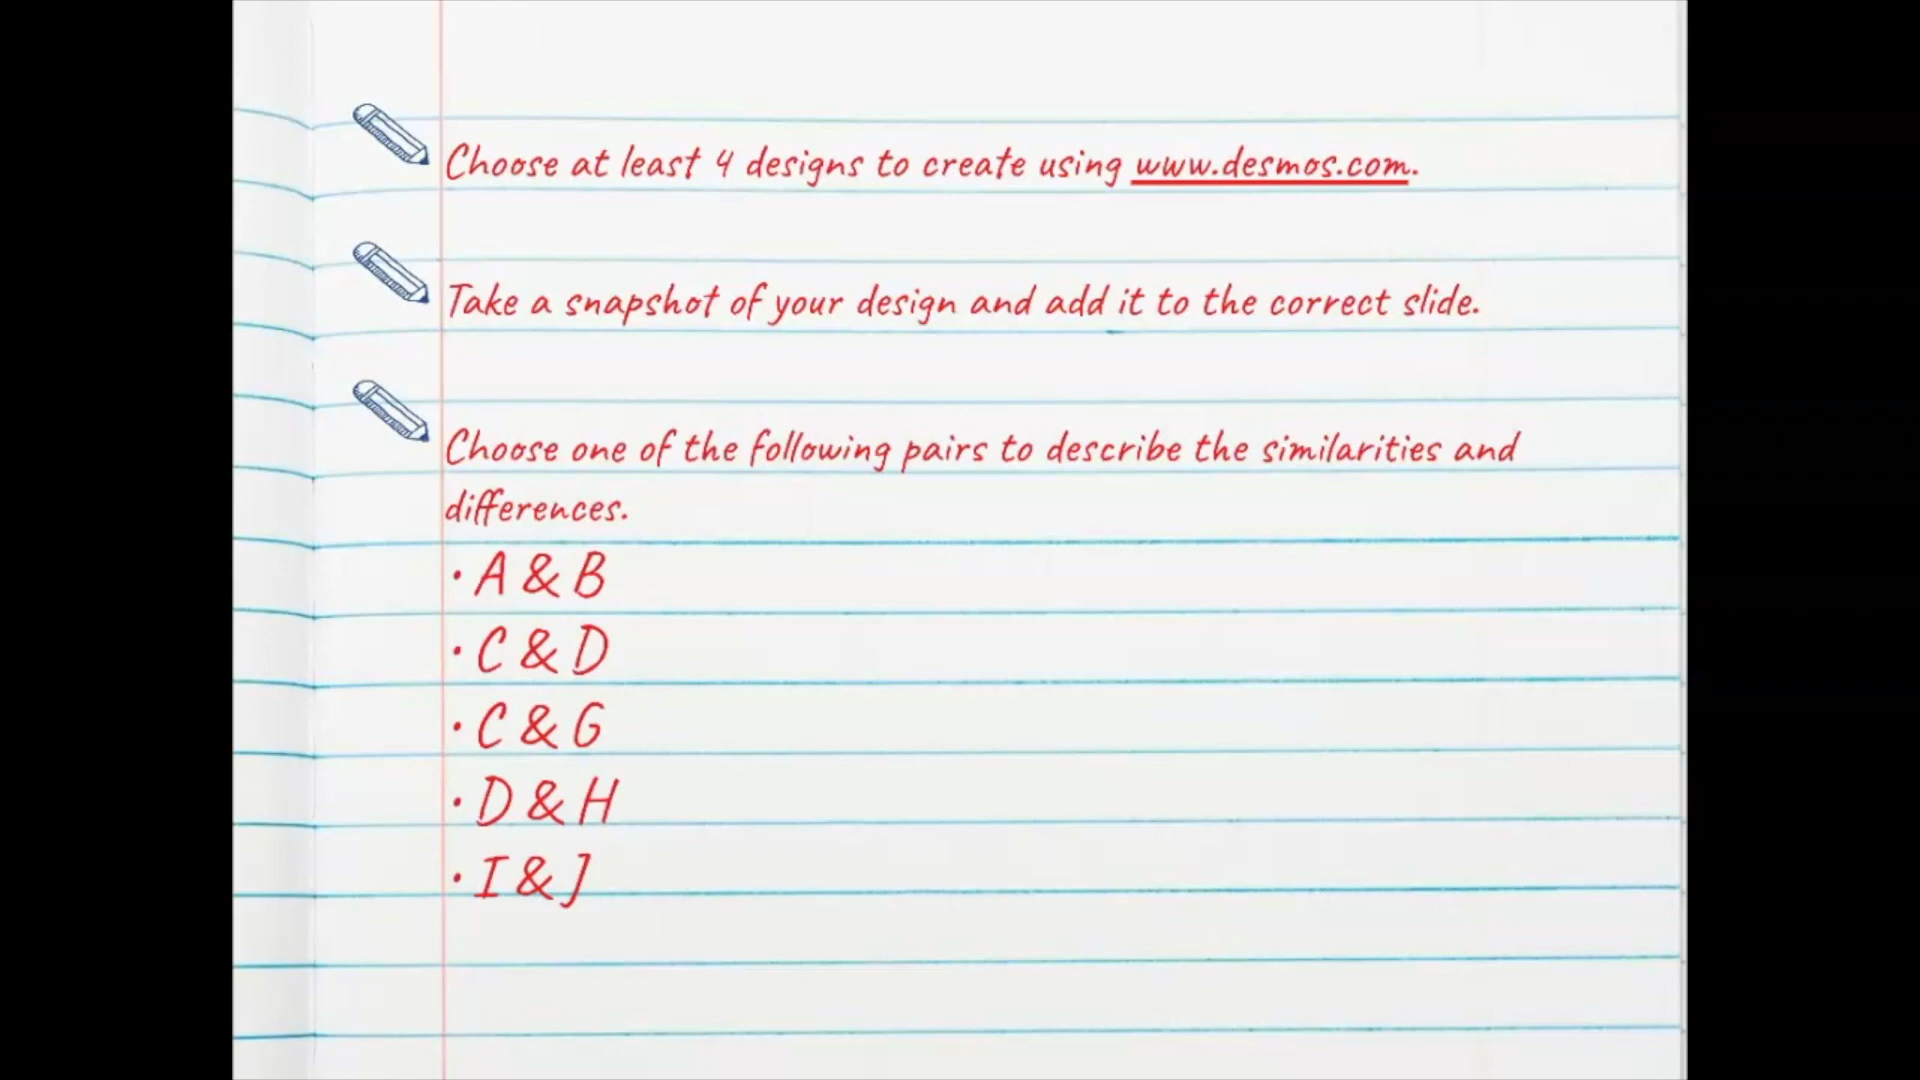 Choose at least 4 designs to create using www.desmos.com.
Take a snapshot of your design and add it to the correct slide.
Choose one of the following pairs to describe the similarities and
differences.
• A & B
• C & D
• C & G
• D & H
• I & J